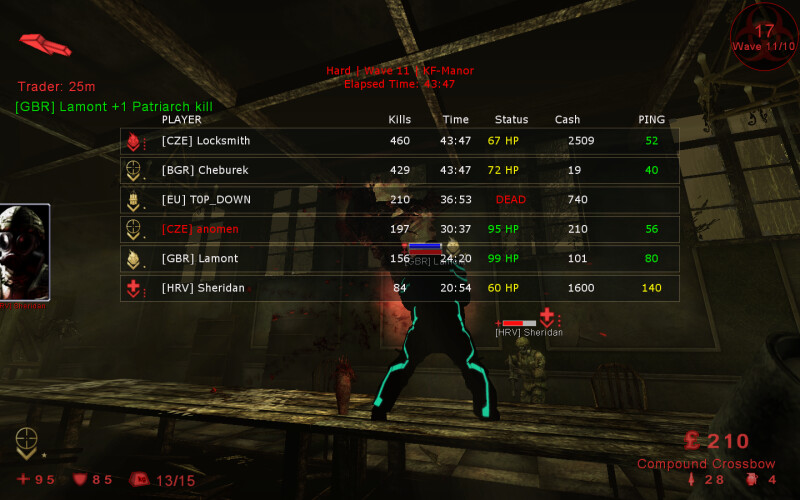 17
Wave 11/10
Hard | Wave 11 | KF-Manor
Elapsed Time: 43:47
Trader: 25m
[GBR] Lamont +1 Patriarch kill
PLAYER Kills Time Status Cash PING
[CZE] Locksmith 460 43:47 67 HP 2509 52
[BGR] Cheburek 429 43:47 72 HP 19 40
[EU] T0P_DOWN 210 36:53 DEAD 740
[CZE] anomen 197 30:37 95 HP 210 56
[GBR] Lamont 156 24:20 99 HP 101 80
[HRV] Sheridan 84 20:54 60 HP 1600 140
Sheridan
[HRV] Sheridan
£ 210
Compound Crossbow
95 85 13/15 28 4